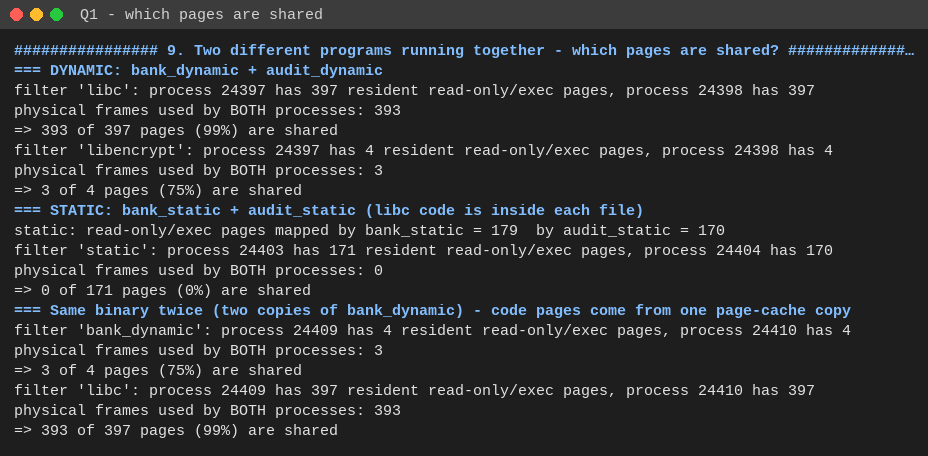 Q1 - which pages are shared
################ 9. Two different programs running together - which pages are shared? #############…
=== DYNAMIC: bank_dynamic + audit_dynamic
filter 'libc': process 24397 has 397 resident read-only/exec pages, process 24398 has 397
physical frames used by BOTH processes: 393
=> 393 of 397 pages (99%) are shared
filter 'libencrypt': process 24397 has 4 resident read-only/exec pages, process 24398 has 4
physical frames used by BOTH processes: 3
=> 3 of 4 pages (75%) are shared
=== STATIC: bank_static + audit_static (libc code is inside each file)
static: read-only/exec pages mapped by bank_static = 179  by audit_static = 170
filter 'static': process 24403 has 171 resident read-only/exec pages, process 24404 has 170
physical frames used by BOTH processes: 0
=> 0 of 171 pages (0%) are shared
=== Same binary twice (two copies of bank_dynamic) - code pages come from one page-cache copy
filter 'bank_dynamic': process 24409 has 4 resident read-only/exec pages, process 24410 has 4
physical frames used by BOTH processes: 3
=> 3 of 4 pages (75%) are shared
filter 'libc': process 24409 has 397 resident read-only/exec pages, process 24410 has 397
physical frames used by BOTH processes: 393
=> 393 of 397 pages (99%) are shared